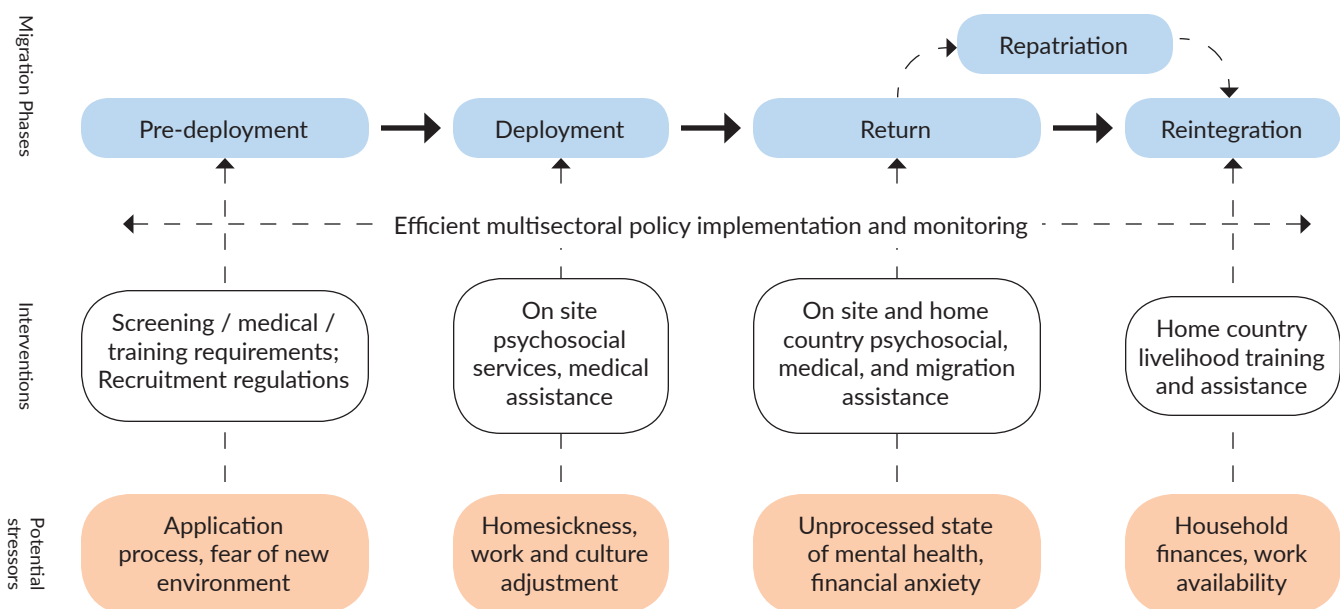 Migration Phases
Repatriation
Pre-deployment
Deployment
Return
Reintegration
Efficient multisectoral policy implementation and monitoring
Interventions
Screening / medical /
training requirements;
Recruitment regulations
On site
psychosocial
services, medical
assistance
On site and home
country psychosocial,
medical, and migration
assistance
Home country
livelihood training
and assistance
Potential
stressors
Application
process, fear of new
environment
Homesickness,
work and culture
adjustment
Unprocessed state
of mental health,
financial anxiety
Household
finances, work
availability